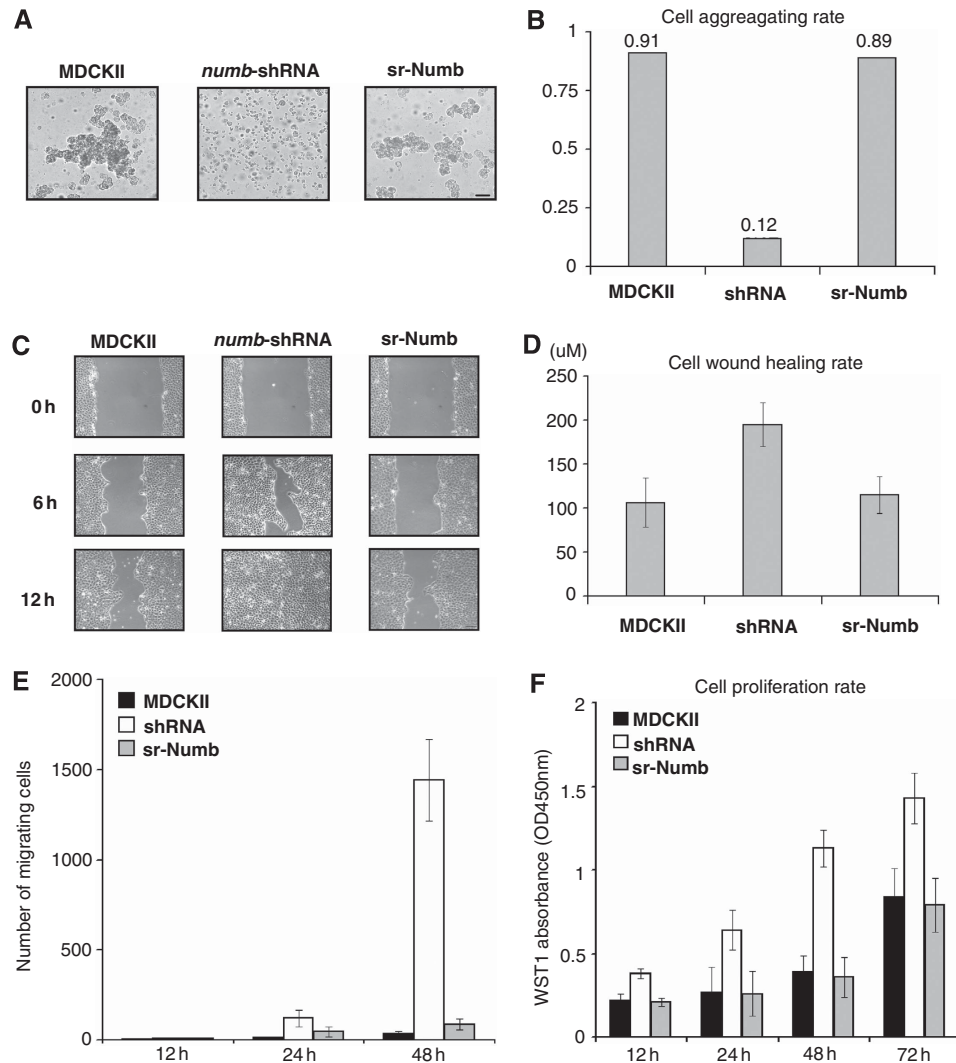 A
MDCKII
numb-shRNA
sr-Numb
B
Cell aggreagating rate
1
0.75
0.5
0.25
0
0.91
0.12
0.89
MDCKII
shRNA
sr-Numb
C
MDCKII
numb-shRNA
sr-Numb
0 h
6 h
12 h
D
(uM)
Cell wound healing rate
250
200
150
100
50
0
MDCKII
shRNA
sr-Numb
E
Number of migrating cells
2000
1500
1000
500
0
MDCKII
shRNA
sr-Numb
12 h
24 h
48 h
F
Cell proliferation rate
WST1 absorbance (OD450nm)
2
1.5
1
0.5
0
MDCKII
shRNA
sr-Numb
12 h
24 h
48 h
72 h